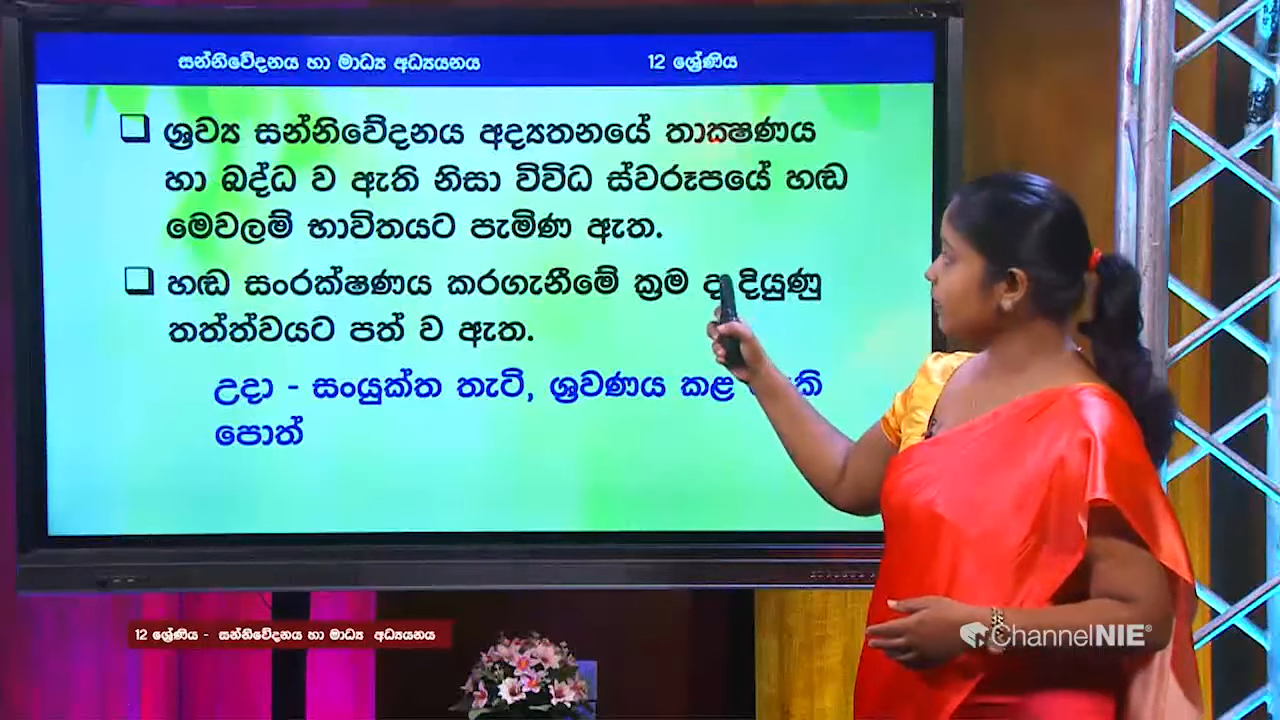 සන්නිවේදනය හා මාධ්‍ය අධ්‍යයනය 12 ශ්‍රේණිය
ශ්‍රව්‍ය සන්නිවේදනය අද්‍යතනයේ තාක්‍ෂණය
හා බද්ධ ව ඇති නිසා විවිධ ස්වරූපයේ හඬ
මෙවලම් භාවිතයට පැමිණ ඇත.
හඬ සංරක්ෂණය කරගැනීමේ ක්‍රම ද දියුණු
තත්ත්වයට පත් ව ඇත.
උදා - සංයුක්ත තැටි, ශ්‍රවණය කළ
පොත්
12 ශ්‍රේණිය - සන්නිවේදනය හා මාධ්‍ය අධ්‍යයනය
ChannelNIE®